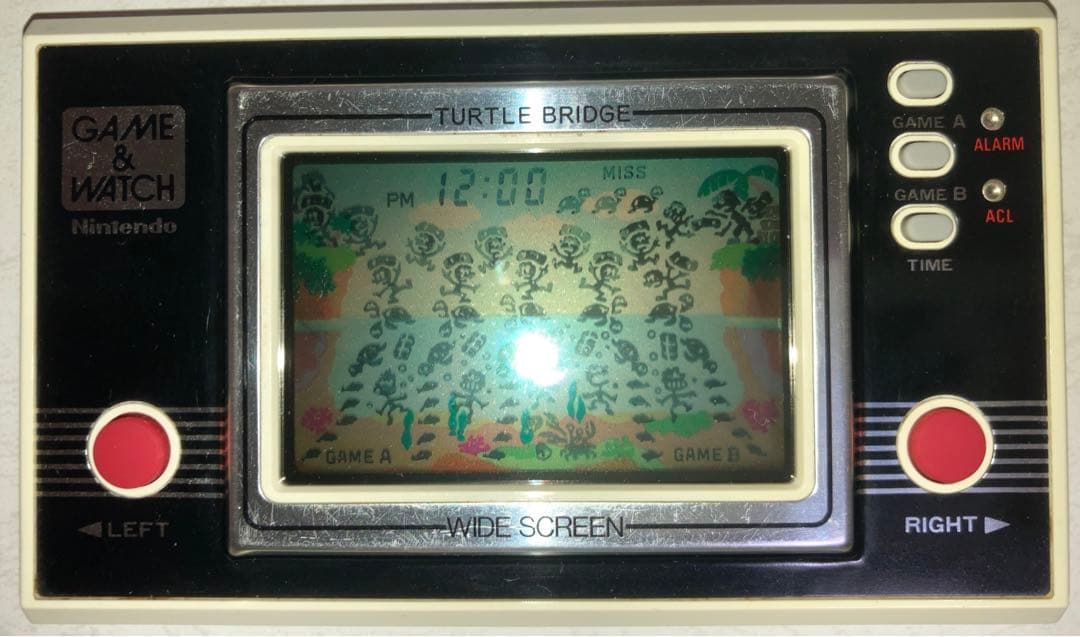 GAME
&
WATCH
Nintendo
TURTLE BRIDGE
PM 12:00
MISS
GAME A
GAME B
GAME A
ALARM
GAME B
ACL
TIME
◀LEFT
WIDE SCREEN
RIGHT▶